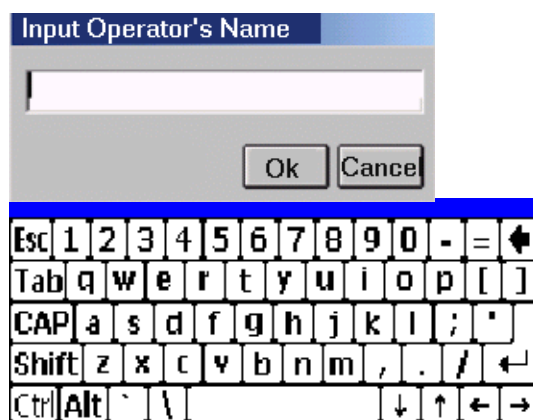 Input Operator's Name
Ok Cancel
Esc 1 2 3 4 5 6 7 8 9 0 - = 🡄
Tab q w e r t y u i o p [ ]
CAP a s d f g h j k l ; '
Shift z x c v b n m , . / ↵
Ctrl Alt ` \ ↓ ↑ ← →